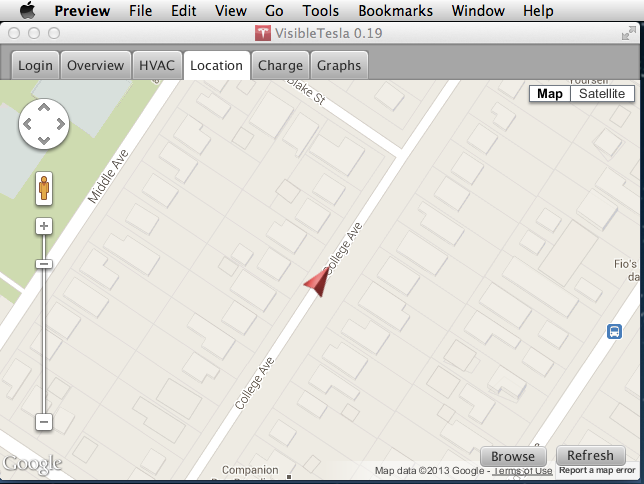 Preview File Edit View Go Tools Bookmarks Window Help
VisibleTesla 0.19
Login Overview HVAC Location Charge Graphs
Yourself
Map Satellite
Blake St
Middle Ave
College Ave
Fio's
da
College Ave
Browse Refresh
Google
Companion
Map data ©2013 Google - Terms of Use Report a map error